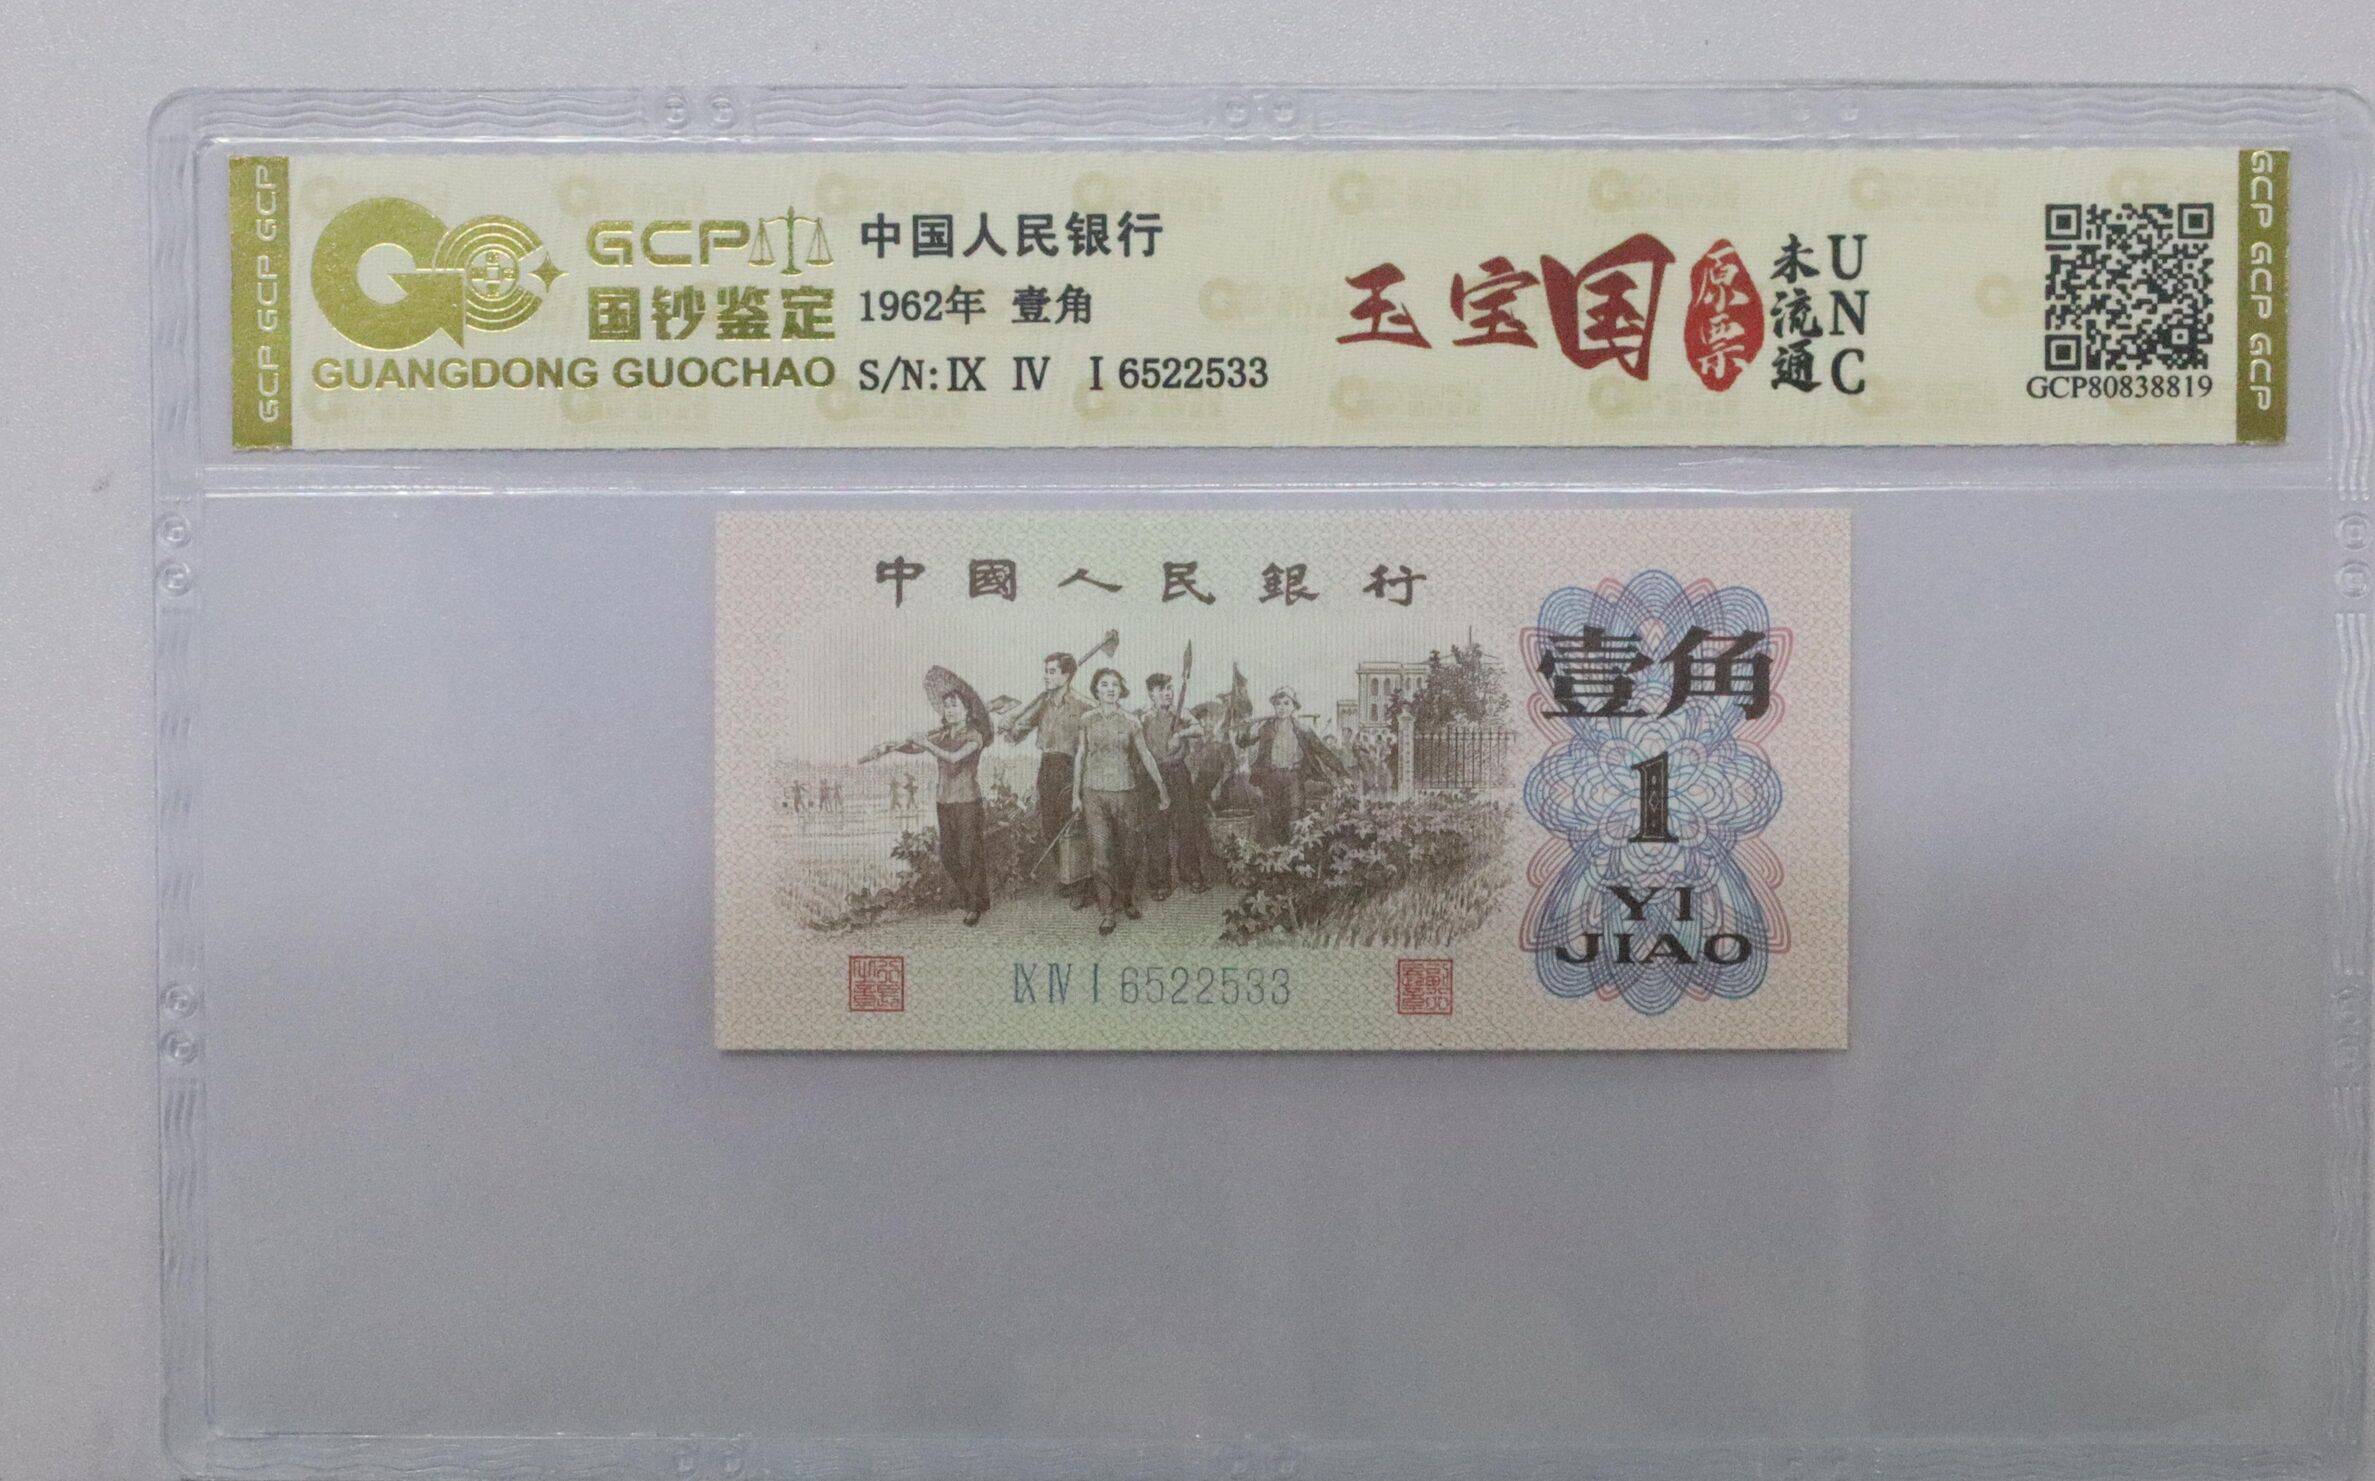 GCP GCP GCP
GCP
国钞鉴定
GUANGDONG GUOCHAO
中国人民银行
1962年 壹角
S/N: IX IV I 6522533
玉宝国
原票
未流通
UNC
GCP80838819
GCP GCP GCP
中國人民銀行
壹角
1
YI
JIAO
IX IV I 6522533